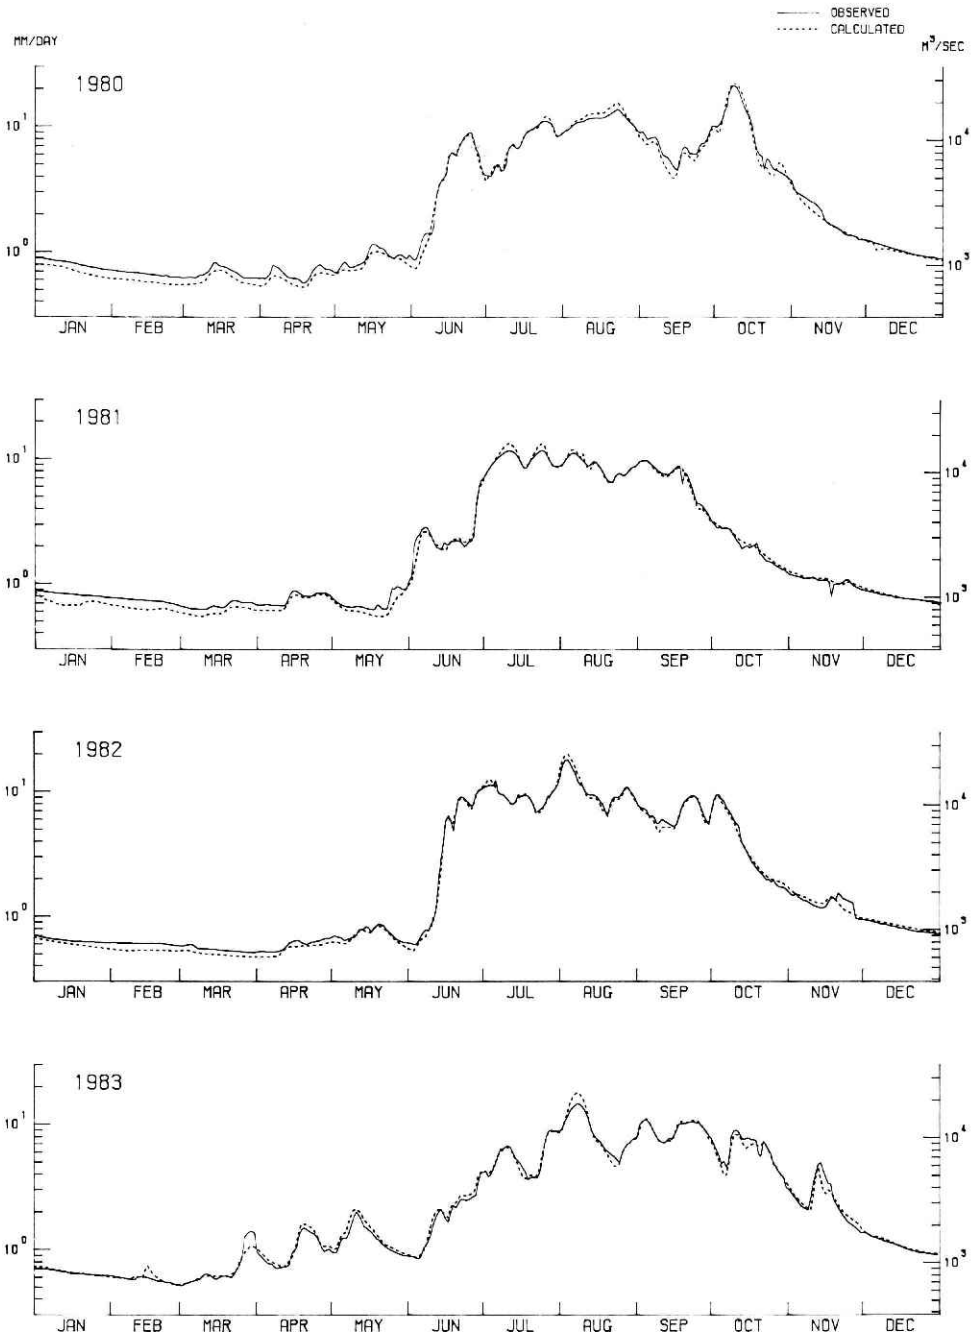 OBSERVED
CALCULATED
MM/DAY
M³/SEC
1980
10¹
10⁴
10⁰
10³
JAN FEB MAR APR MAY JUN JUL AUG SEP OCT NOV DEC
1981
10¹
10⁴
10⁰
10³
JAN FEB MAR APR MAY JUN JUL AUG SEP OCT NOV DEC
1982
10¹
10⁴
10⁰
10³
JAN FEB MAR APR MAY JUN JUL AUG SEP OCT NOV DEC
1983
10¹
10⁴
10⁰
10³
JAN FEB MAR APR MAY JUN JUL AUG SEP OCT NOV DEC